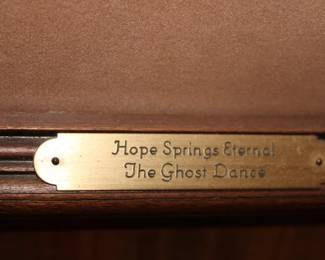 Hope Springs Eternal
The Ghost Dance